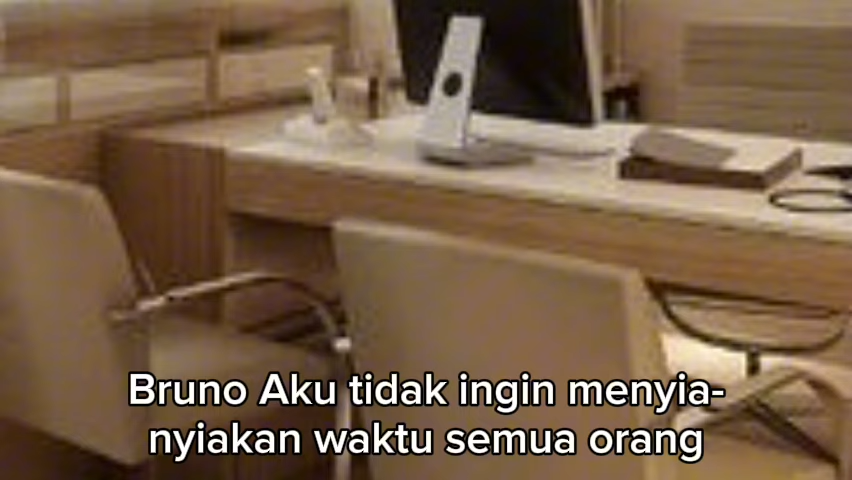 Bruno Aku tidak ingin menyia-
nyiakan waktu semua orang